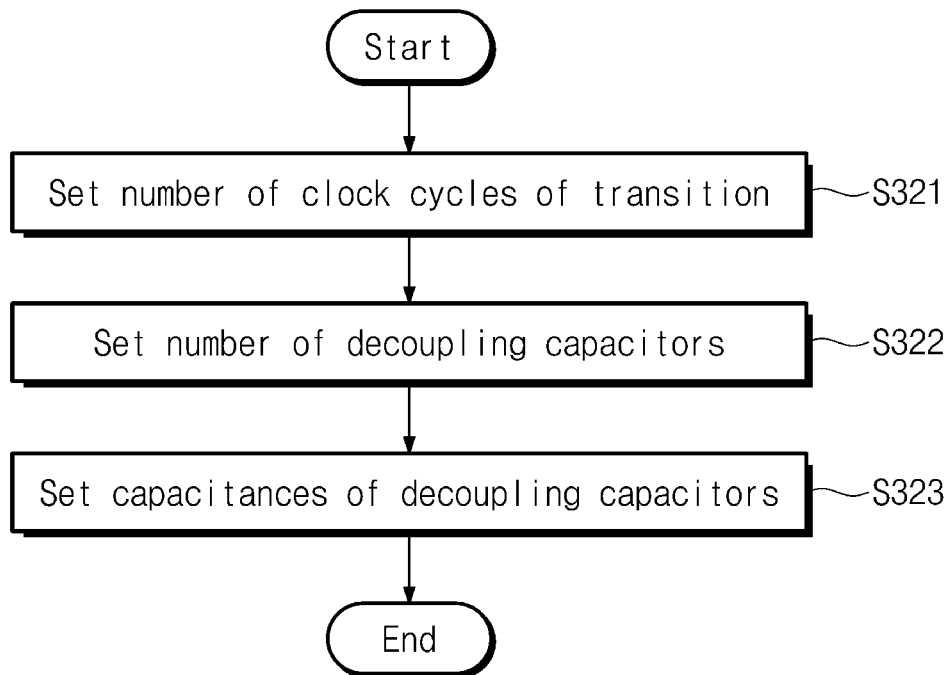 Start
Set number of clock cycles of transition
S321
Set number of decoupling capacitors
S322
Set capacitances of decoupling capacitors
S323
End